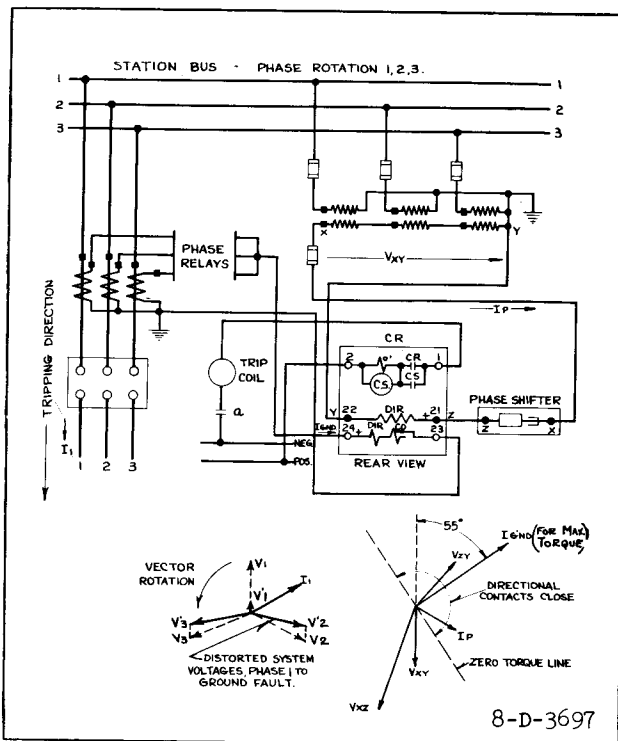 STATION BUS - PHASE ROTATION 1,2,3.
1 1
2 2
3 3
X Y
PHASE
RELAYS
VXY
IP
TRIPPING DIRECTION
CR
TRIP
COIL
a
2 O' CR 1
C.S. CS
PHASE SHIFTER
Y 22 DIR +21 Z
Z X
IGND 24 + DIR CO 23
NEG.
POS.
REAR VIEW
I1
1 2 3
VECTOR
ROTATION
V1
I1
V'1
V'3 V'2
V3 V2
DISTORTED SYSTEM
VOLTAGES, PHASE 1 TO
GROUND FAULT.
55°
IG'ND (FOR MAX.)
TORQUE
VZY
DIRECTIONAL
CONTACTS CLOSE
IP
VXY
ZERO TORQUE LINE
VXZ
8-D-3697